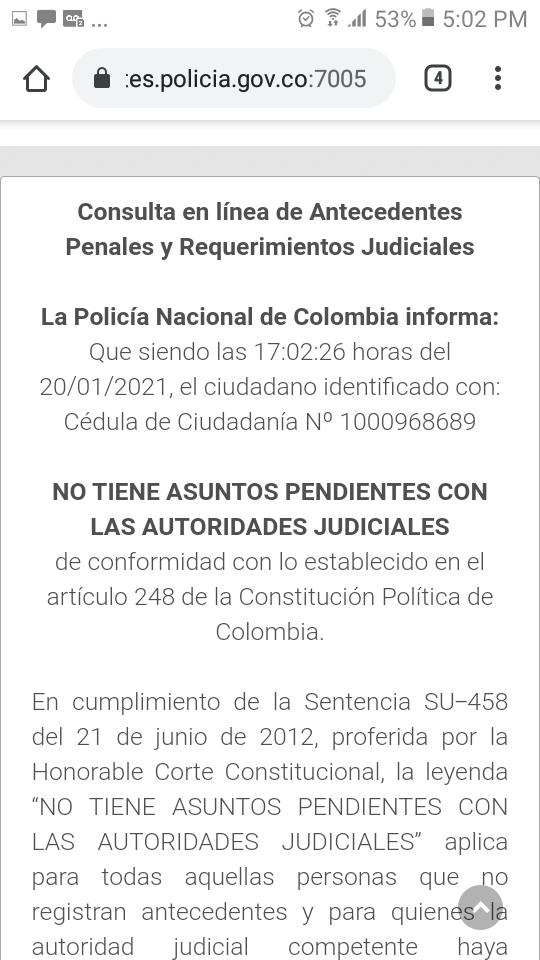 53% 5:02 PM
:es.policia.gov.co:7005
4
Consulta en línea de Antecedentes
Penales y Requerimientos Judiciales
La Policía Nacional de Colombia informa:
Que siendo las 17:02:26 horas del
20/01/2021, el ciudadano identificado con:
Cédula de Ciudadanía Nº 1000968689
NO TIENE ASUNTOS PENDIENTES CON
LAS AUTORIDADES JUDICIALES
de conformidad con lo establecido en el
artículo 248 de la Constitución Política de
Colombia.
En cumplimiento de la Sentencia SU-458
del 21 de junio de 2012, proferida por la
Honorable Corte Constitucional, la leyenda
“NO TIENE ASUNTOS PENDIENTES CON
LAS AUTORIDADES JUDICIALES” aplica
para todas aquellas personas que no
registran antecedentes y para quienes la
autoridad judicial competente haya